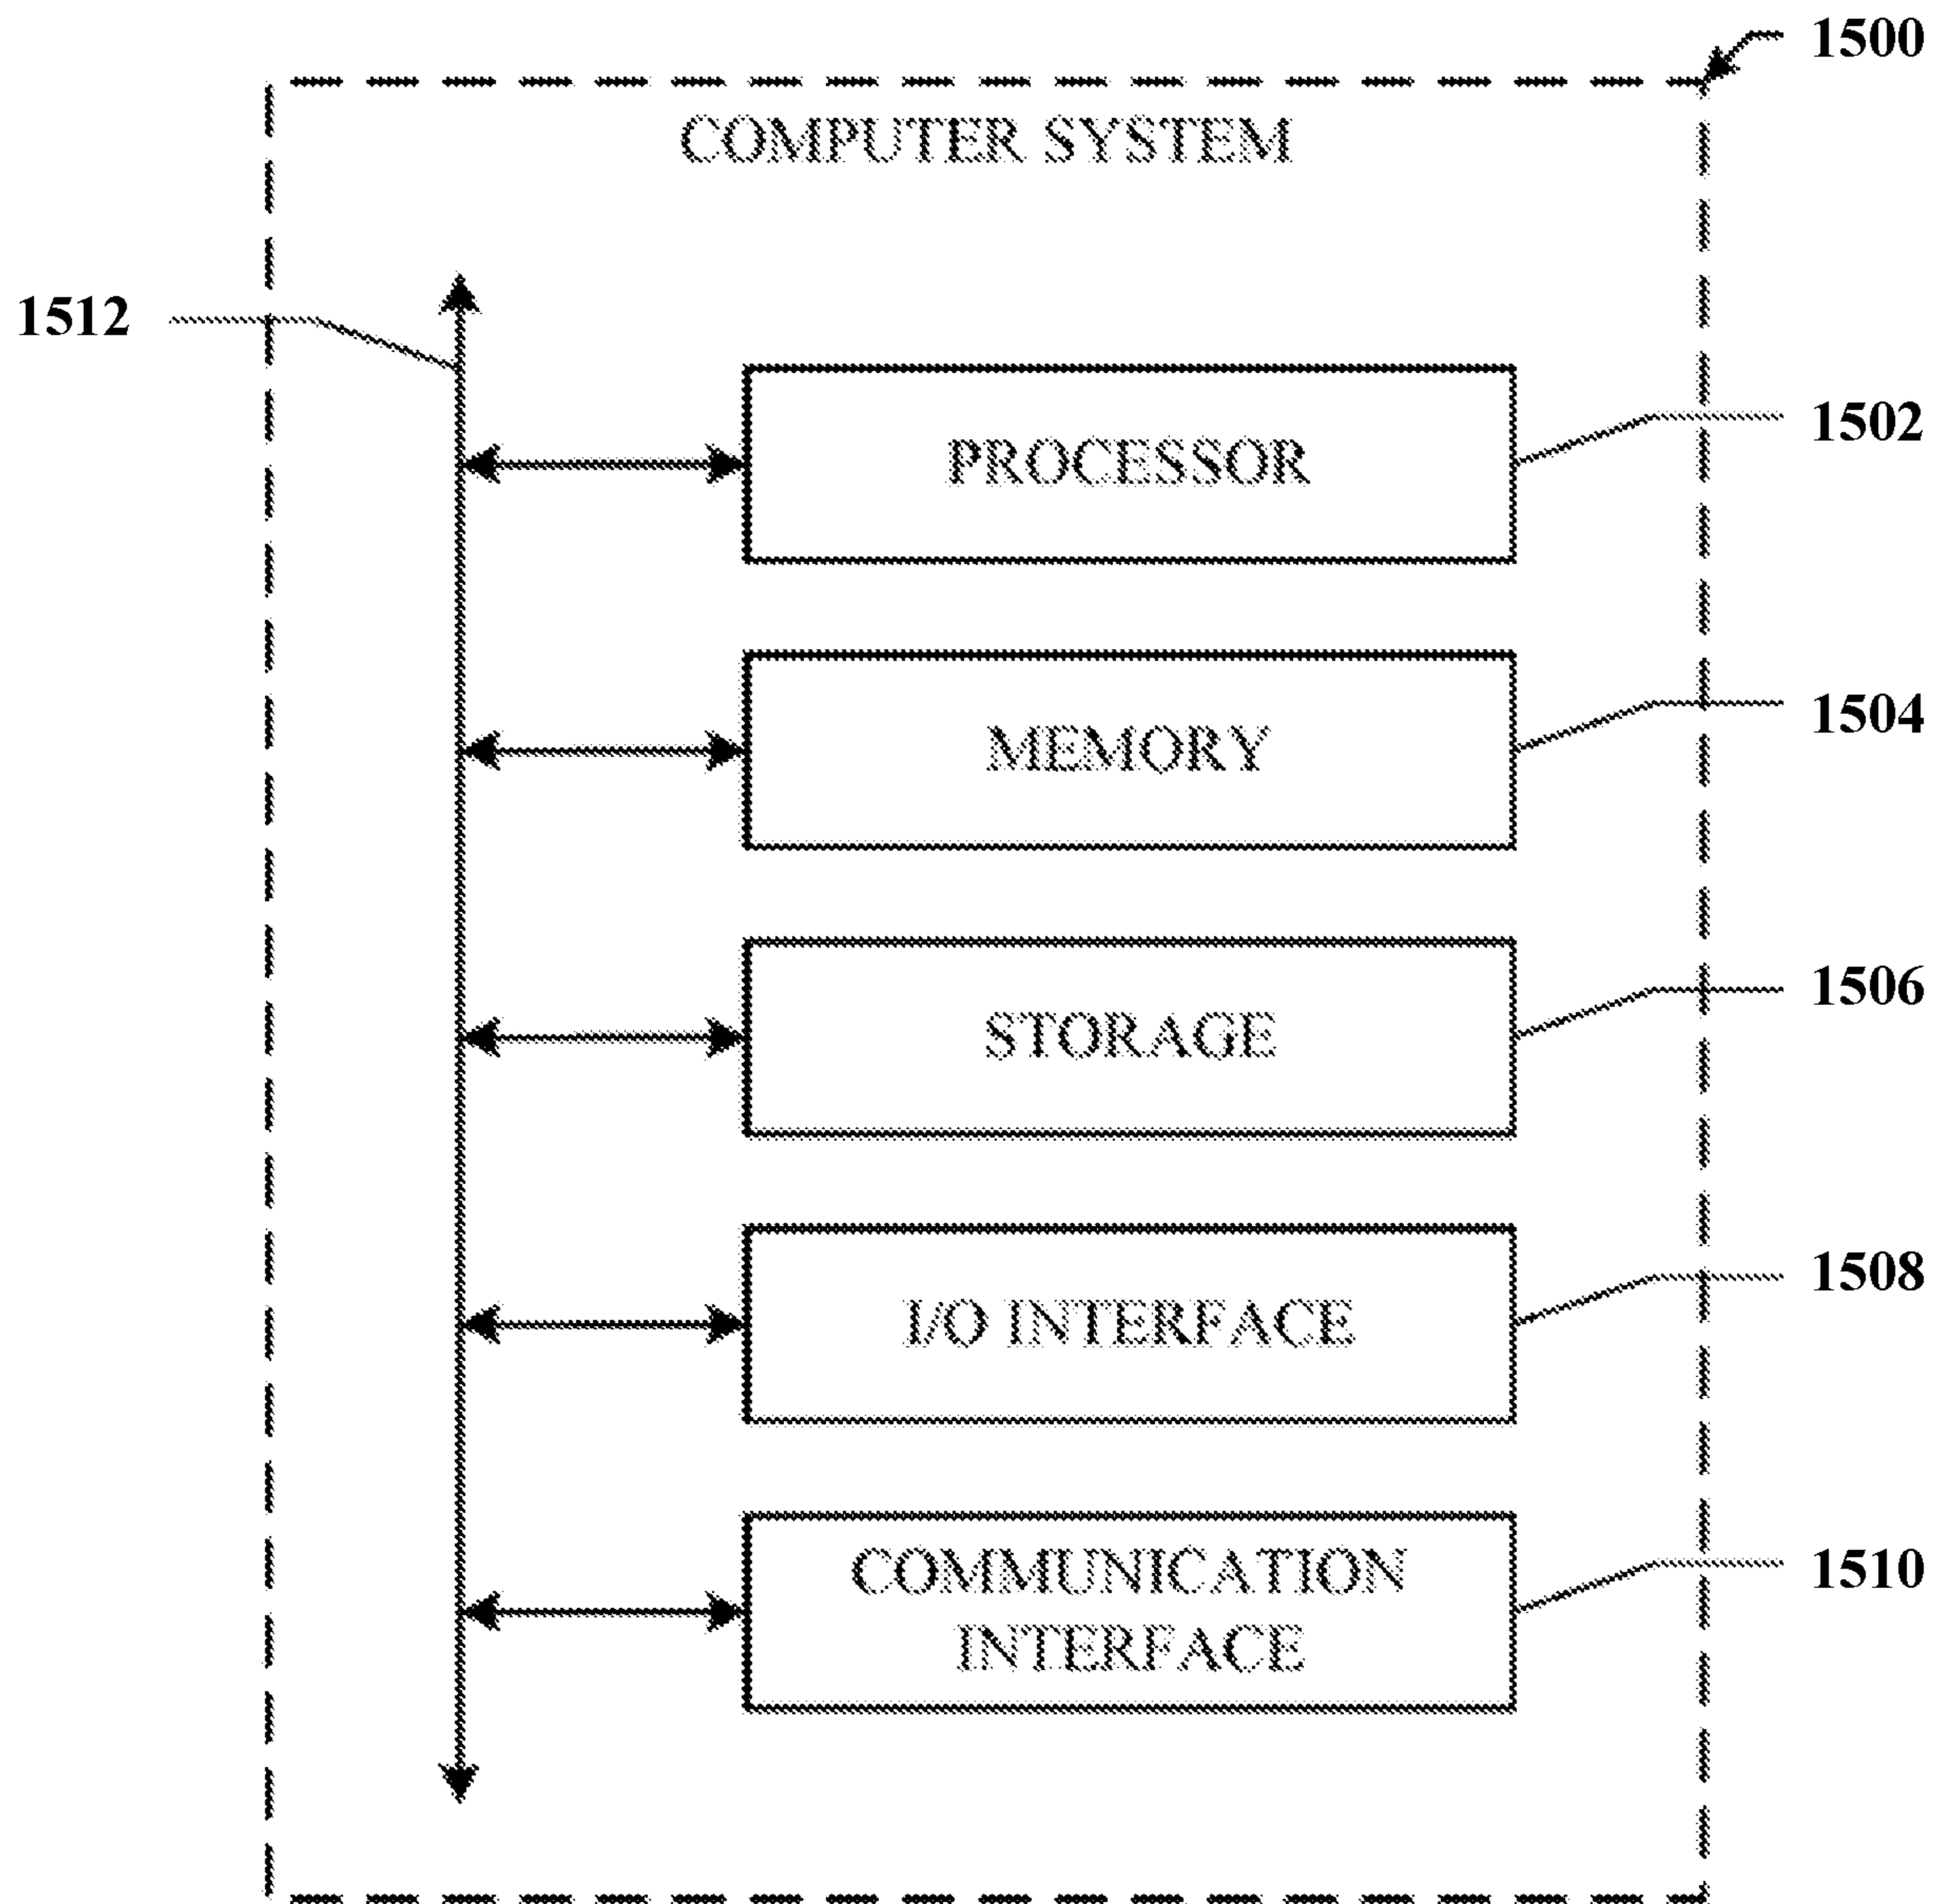 1500
COMPUTER SYSTEM
1512
PROCESSOR
1502
MEMORY
1504
STORAGE
1506
I/O INTERFACE
1508
COMMUNICATION
INTERFACE
1510